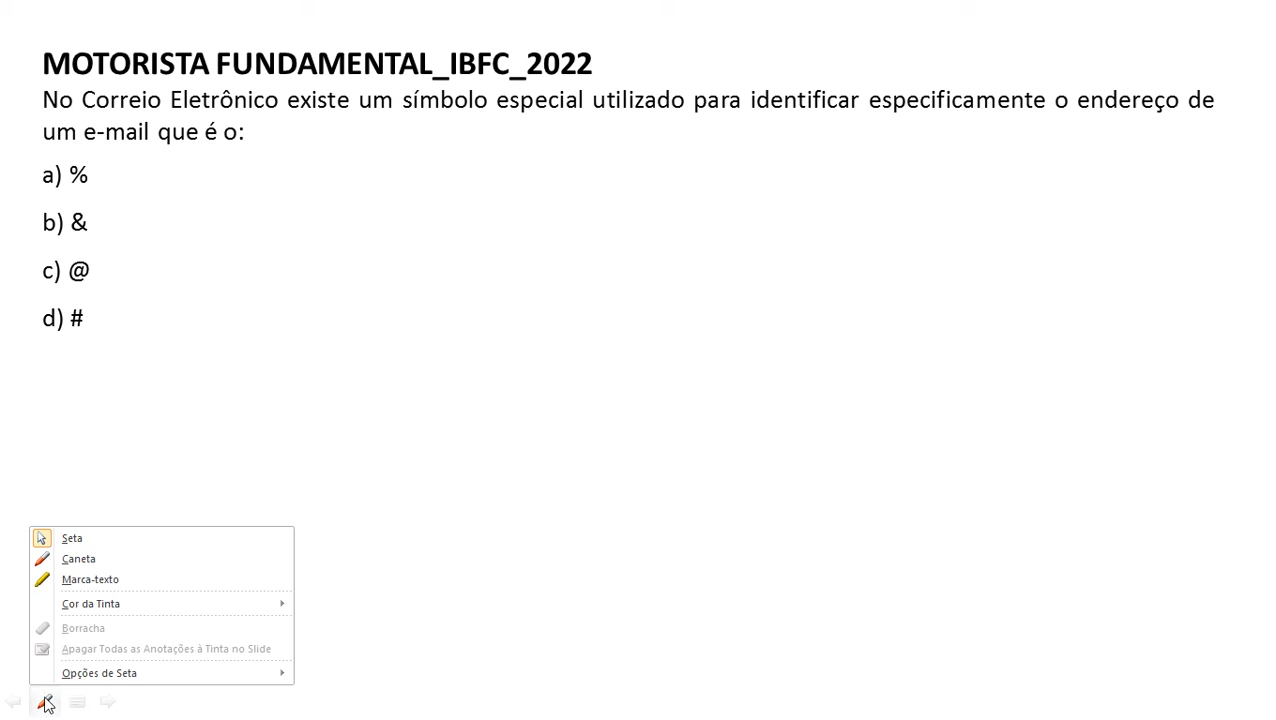 MOTORISTA FUNDAMENTAL_IBFC_2022
No Correio Eletrônico existe um símbolo especial utilizado para identificar especificamente o endereço de
um e-mail que é o:
a) %
b) &
c) @
d) #
Seta
Caneta
Marca-texto
Cor da Tinta
Borracha
Apagar Todas as Anotações à Tinta no Slide
Opções de Seta